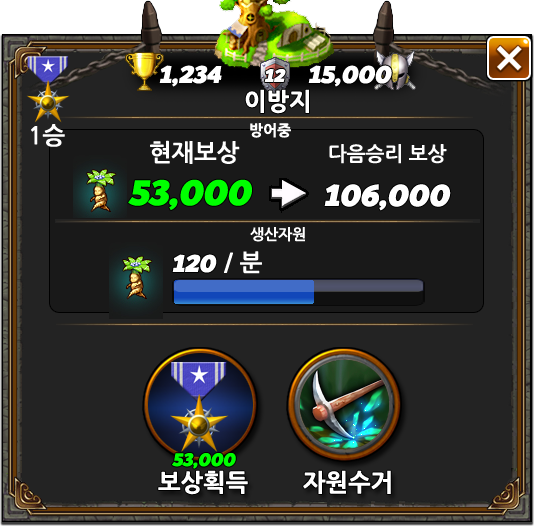 1,234 12 15,000
이방지
1승
방어중
현재보상 다음승리 보상
53,000 106,000
생산자원
120 / 분
53,000
보상획득 자원수거